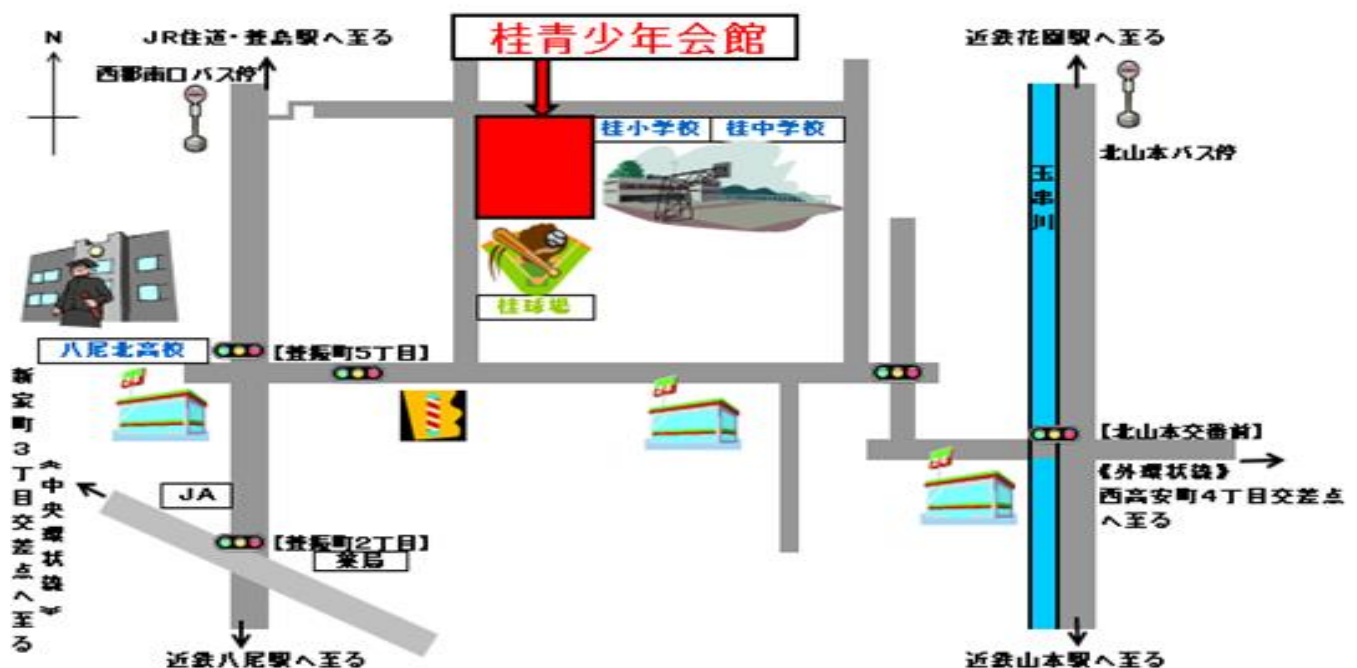 桂青少年会館
N
JR住道・萱島駅へ至る
近鉄花園駅へ至る
西郡南口バス停
桂小学校
桂中学校
北山本バス停
玉串川
桂球場
八尾北高校
[萱振町5丁目]
新家町3丁目交差点へ至る
《中央環状線》
[北山本交番前]
《外環状線》
西高安町4丁目交差点
へ至る
JA
[萱振町2丁目]
薬局
近鉄八尾駅へ至る
近鉄山本駅へ至る